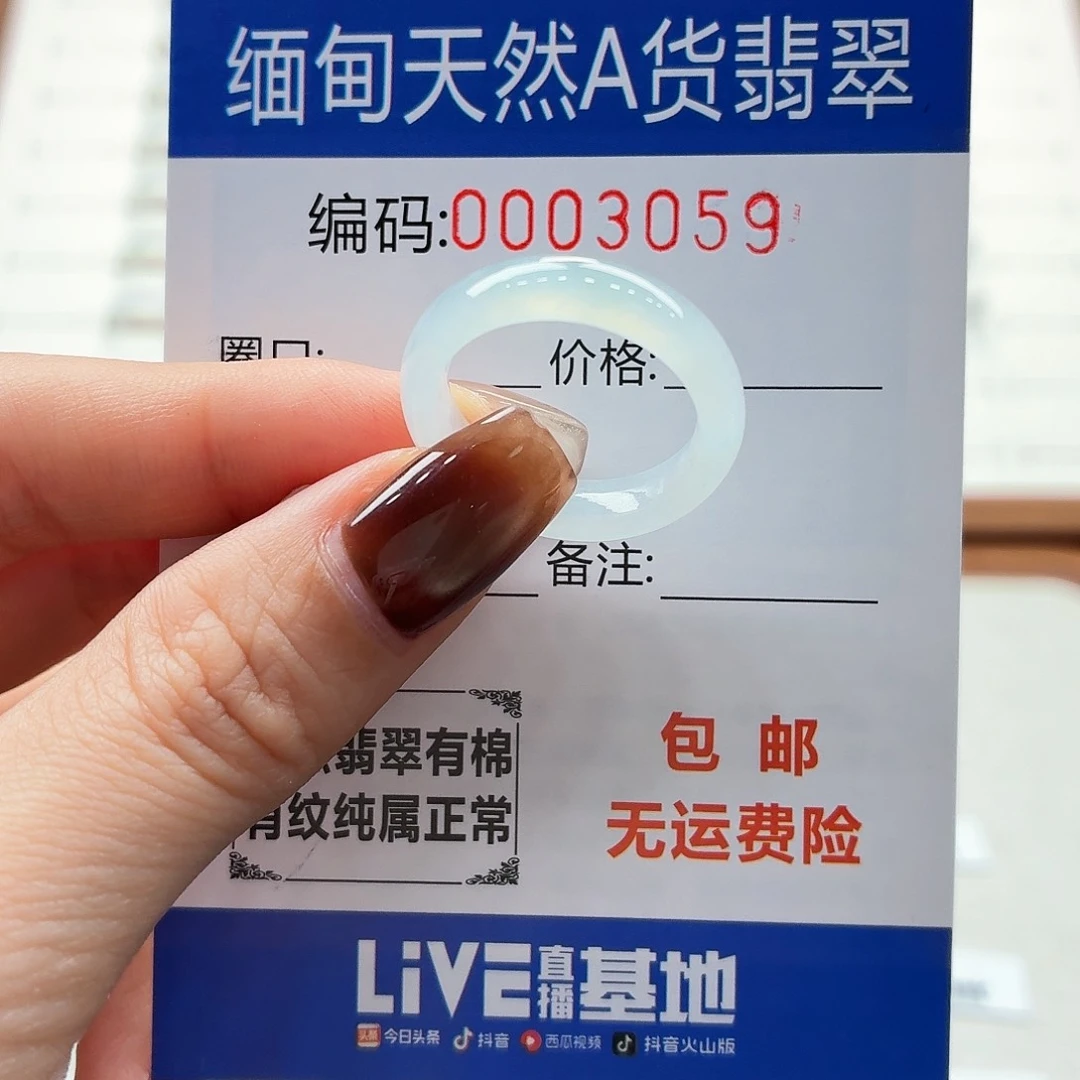 缅甸天然A货翡翠
编码:0003059
圈口: 价格:
备注:
翡翠有棉
有纹纯属正常
包 邮
无运费险
LiVE直播基地
今日头条 抖音 西瓜视频 抖音火山版